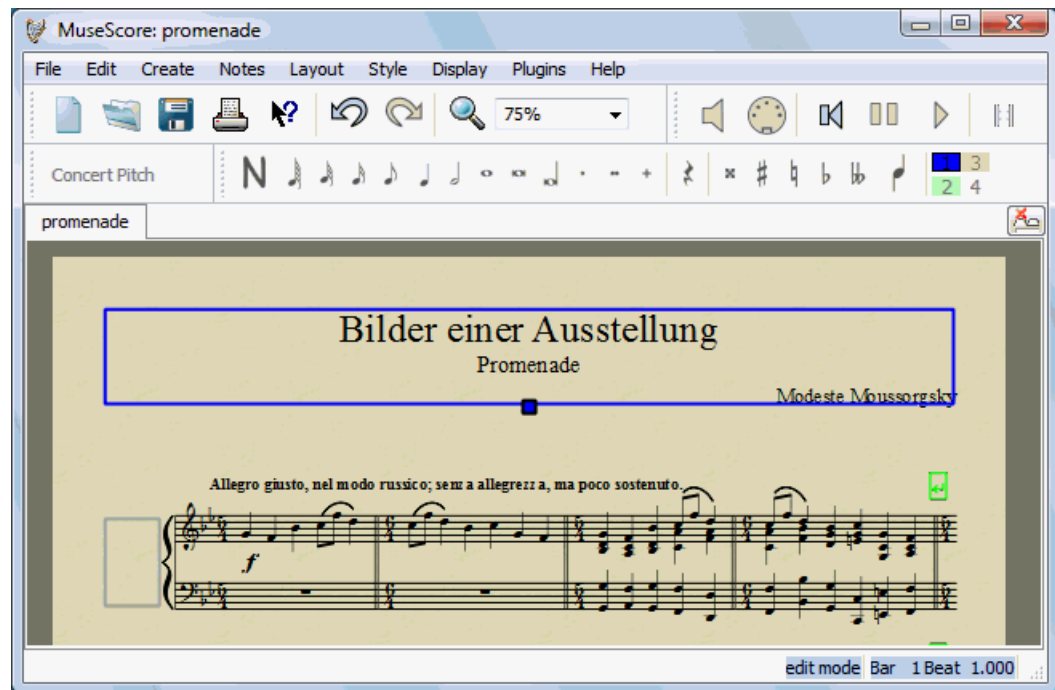 MuseScore: promenade
File Edit Create Notes Layout Style Display Plugins Help
75%
Concert Pitch
N
1 3
2 4
promenade
Bilder einer Ausstellung
Promenade
Modeste Moussorgsky
Allegro giusto, nel modo russico; senza allegrezza, ma poco sostenuto.
f
edit mode Bar 1 Beat 1.000